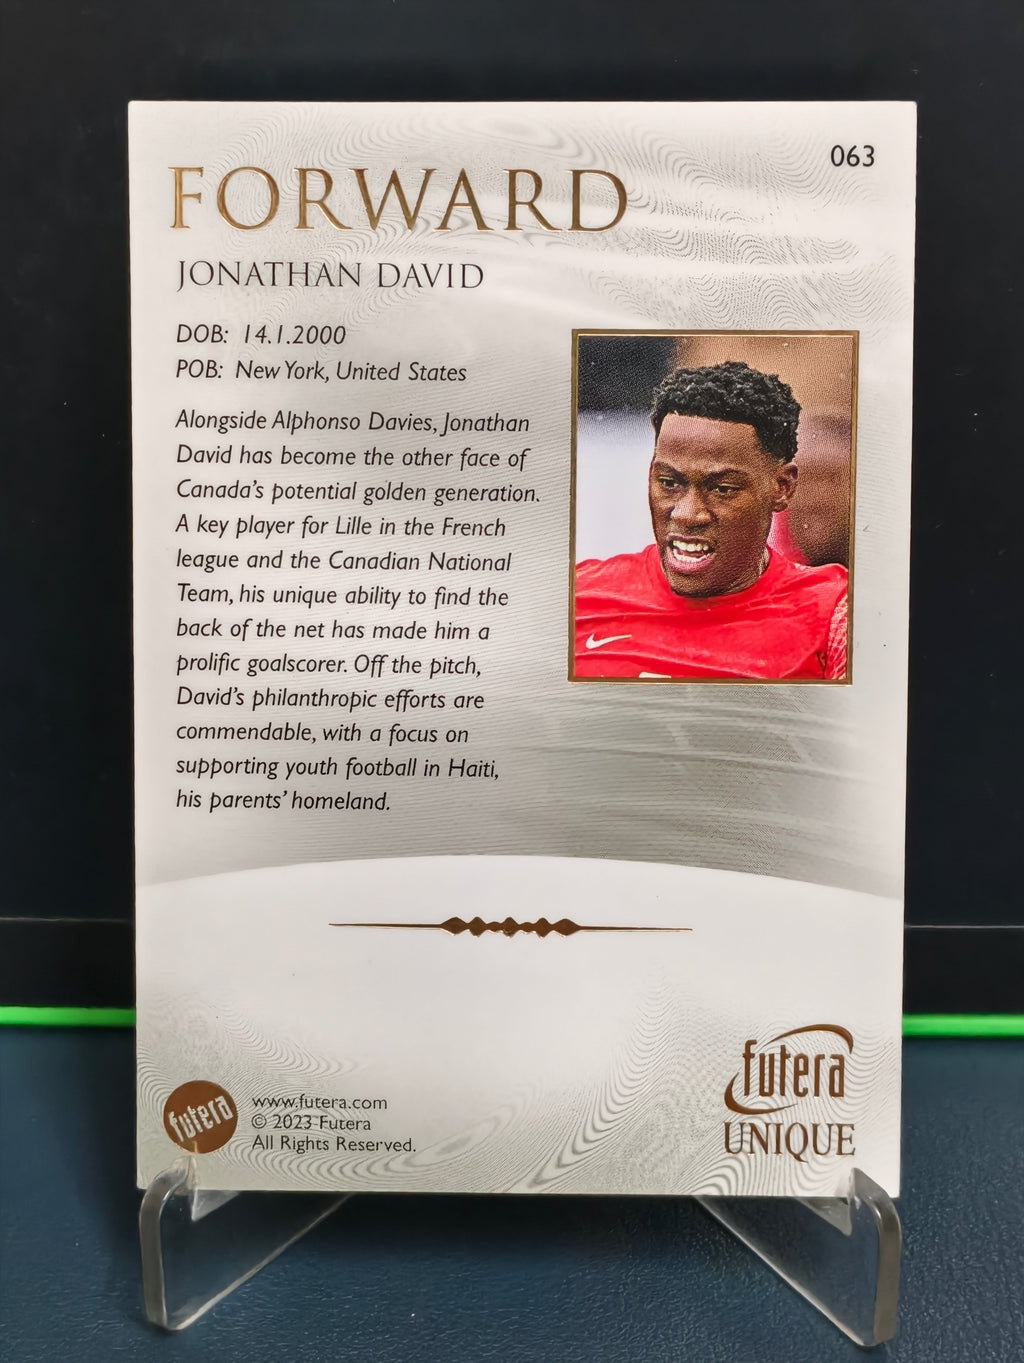 063
FORWARD
JONATHAN DAVID
DOB: 14.1.2000
POB: New York, United States
Alongside Alphonso Davies, Jonathan
David has become the other face of
Canada's potential golden generation.
A key player for Lille in the French
league and the Canadian National
Team, his unique ability to find the
back of the net has made him a
prolific goalscorer. Off the pitch,
David's philanthropic efforts are
commendable, with a focus on
supporting youth football in Haiti,
his parents' homeland.
futera
www.futera.com
© 2023 Futera
All Rights Reserved.
futera
UNIQUE